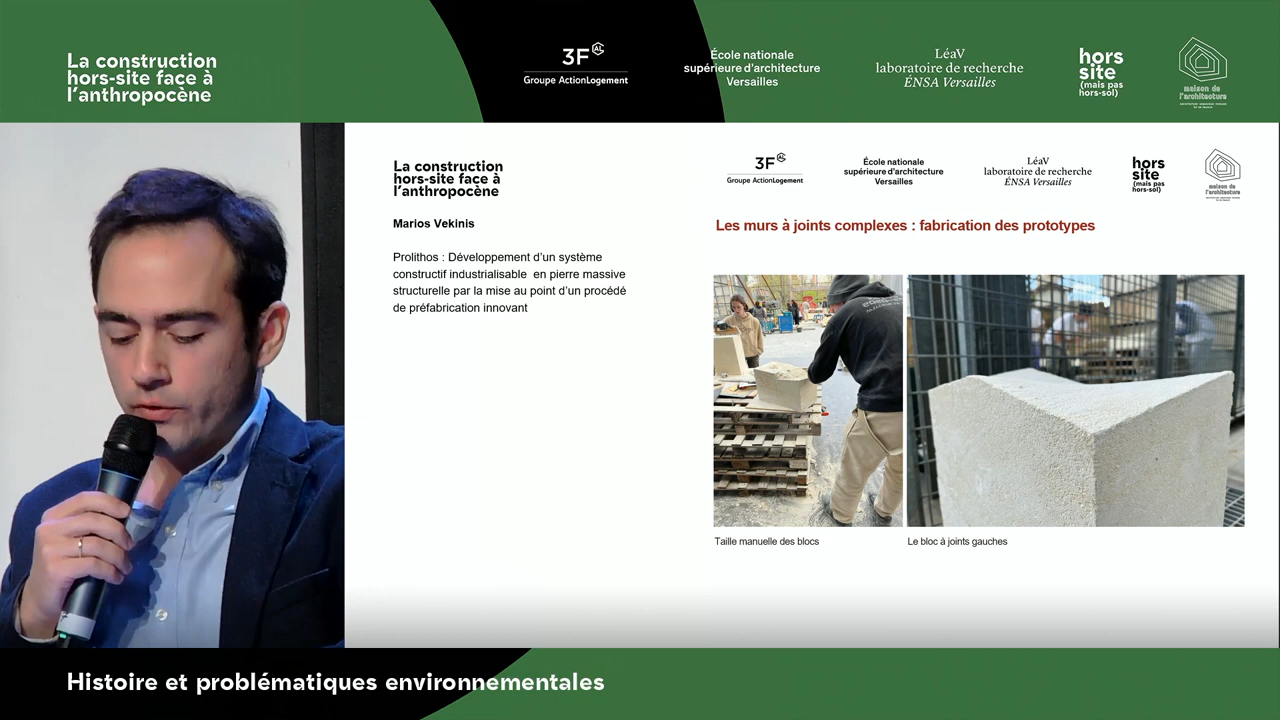 La construction
hors-site face à
l'anthropocène
3F AL
Groupe ActionLogement
École nationale
supérieure d'architecture
Versailles
LéaV
laboratoire de recherche
ÉNSA Versailles
hors
site
(mais pas
hors-sol)
maison de
l'architecture
La construction
hors-site face à
l'anthropocène
3F AL
Groupe ActionLogement
École nationale
supérieure d'architecture
Versailles
LéaV
laboratoire de recherche
ÉNSA Versailles
hors
site
(mais pas
hors-sol)
maison de
l'architecture
Marios Vekinis
Prolithos : Développement d'un système
constructif industrialisable en pierre massive
structurelle par la mise au point d'un procédé
de préfabrication innovant
Les murs à joints complexes : fabrication des prototypes
Taille manuelle des blocs
Le bloc à joints gauches
Histoire et problématiques environnementales